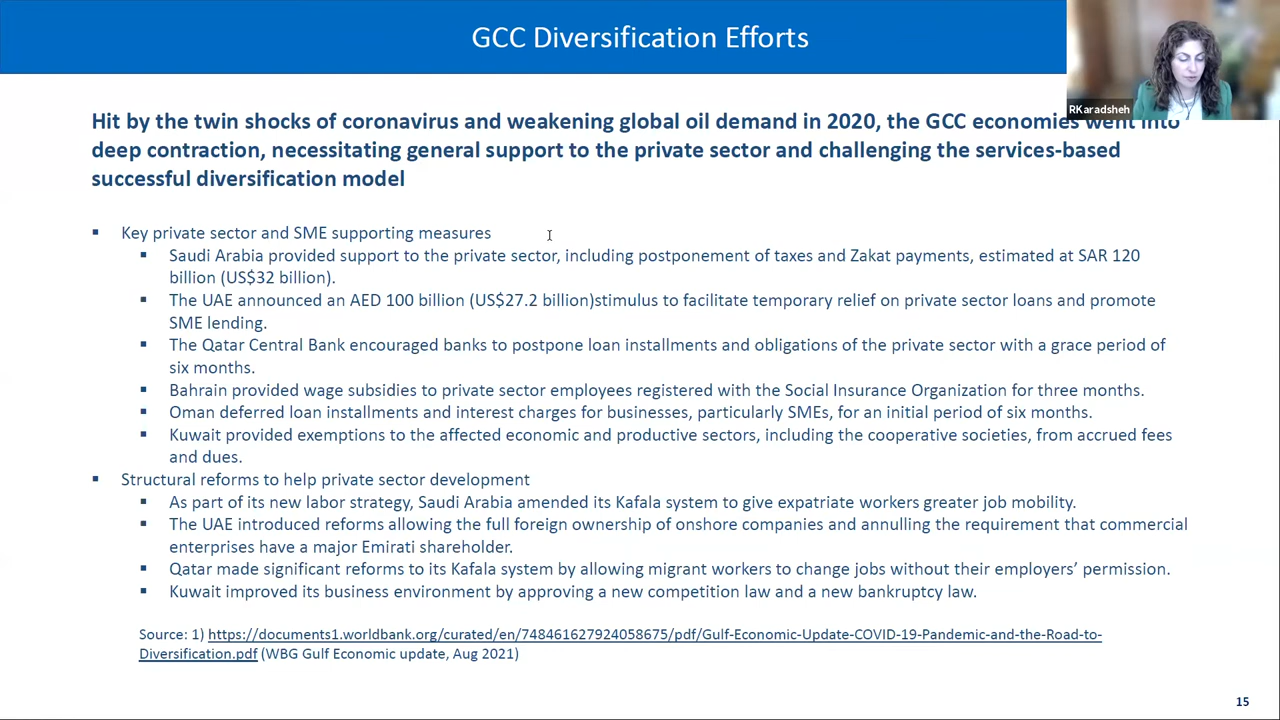 GCC Diversification Efforts
RKaradsheh
Hit by the twin shocks of coronavirus and weakening global oil demand in 2020, the GCC economies went into
deep contraction, necessitating general support to the private sector and challenging the services-based
successful diversification model
▪ Key private sector and SME supporting measures
▪ Saudi Arabia provided support to the private sector, including postponement of taxes and Zakat payments, estimated at SAR 120
billion (US$32 billion).
▪ The UAE announced an AED 100 billion (US$27.2 billion)stimulus to facilitate temporary relief on private sector loans and promote
SME lending.
▪ The Qatar Central Bank encouraged banks to postpone loan installments and obligations of the private sector with a grace period of
six months.
▪ Bahrain provided wage subsidies to private sector employees registered with the Social Insurance Organization for three months.
▪ Oman deferred loan installments and interest charges for businesses, particularly SMEs, for an initial period of six months.
▪ Kuwait provided exemptions to the affected economic and productive sectors, including the cooperative societies, from accrued fees
and dues.
▪ Structural reforms to help private sector development
▪ As part of its new labor strategy, Saudi Arabia amended its Kafala system to give expatriate workers greater job mobility.
▪ The UAE introduced reforms allowing the full foreign ownership of onshore companies and annulling the requirement that commercial
enterprises have a major Emirati shareholder.
▪ Qatar made significant reforms to its Kafala system by allowing migrant workers to change jobs without their employers’ permission.
▪ Kuwait improved its business environment by approving a new competition law and a new bankruptcy law.
Source: 1) https://documents1.worldbank.org/curated/en/748461627924058675/pdf/Gulf-Economic-Update-COVID-19-Pandemic-and-the-Road-to-
Diversification.pdf (WBG Gulf Economic update, Aug 2021)
15